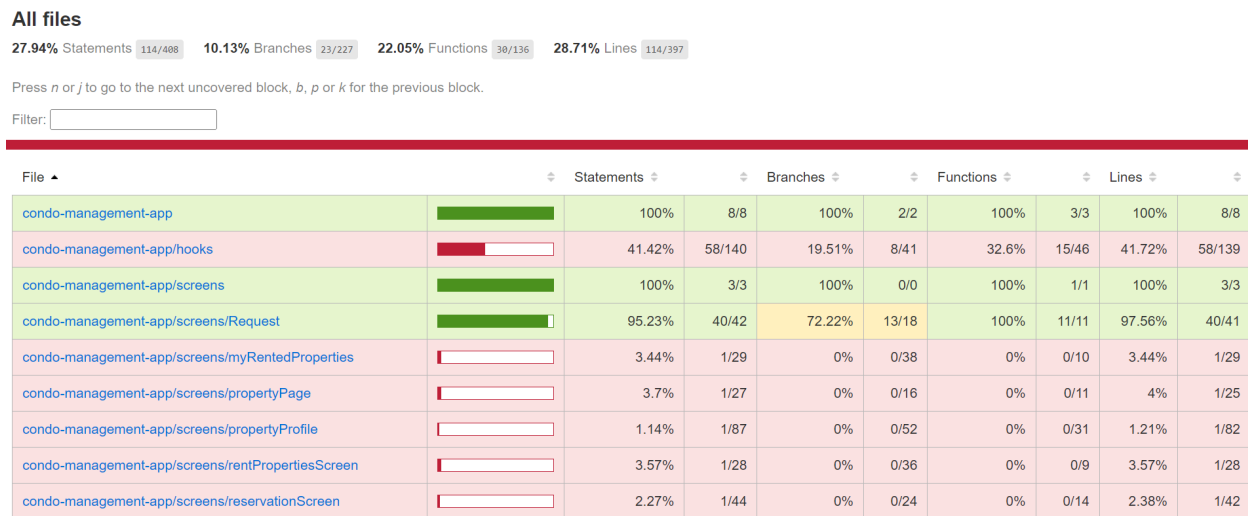 All files
27.94% Statements 114/408 10.13% Branches 23/227 22.05% Functions 30/136 28.71% Lines 114/397
Press n or j to go to the next uncovered block, b, p or k for the previous block.
Filter:
File Statements Branches Functions Lines
condo-management-app 100% 8/8 100% 2/2 100% 3/3 100% 8/8
condo-management-app/hooks 41.42% 58/140 19.51% 8/41 32.6% 15/46 41.72% 58/139
condo-management-app/screens 100% 3/3 100% 0/0 100% 1/1 100% 3/3
condo-management-app/screens/Request 95.23% 40/42 72.22% 13/18 100% 11/11 97.56% 40/41
condo-management-app/screens/myRentedProperties 3.44% 1/29 0% 0/38 0% 0/10 3.44% 1/29
condo-management-app/screens/propertyPage 3.7% 1/27 0% 0/16 0% 0/11 4% 1/25
condo-management-app/screens/propertyProfile 1.14% 1/87 0% 0/52 0% 0/31 1.21% 1/82
condo-management-app/screens/rentPropertiesScreen 3.57% 1/28 0% 0/36 0% 0/9 3.57% 1/28
condo-management-app/screens/reservationScreen 2.27% 1/44 0% 0/24 0% 0/14 2.38% 1/42